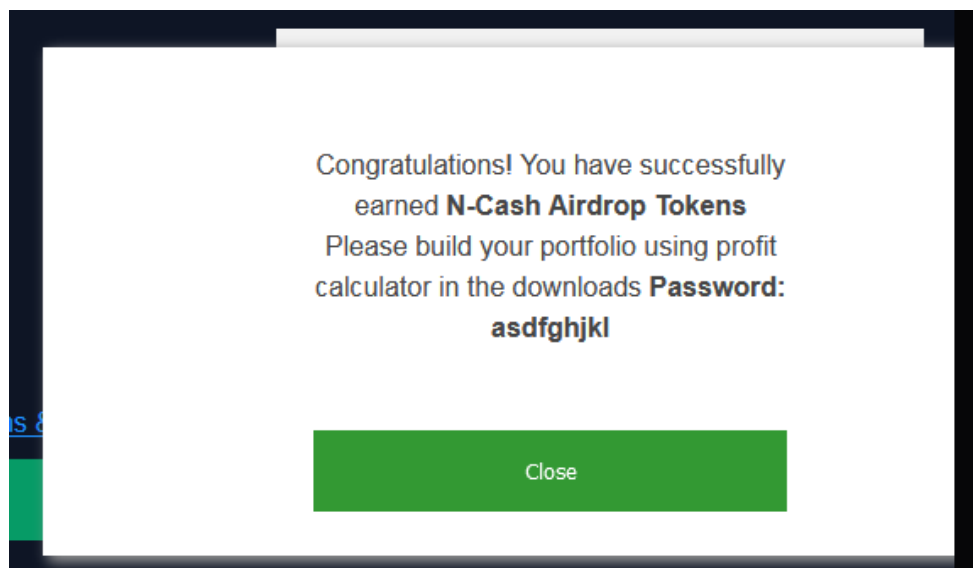 Congratulations! You have successfully
earned N-Cash Airdrop Tokens
Please build your portfolio using profit
calculator in the downloads Password:
asdfghjkl
Close